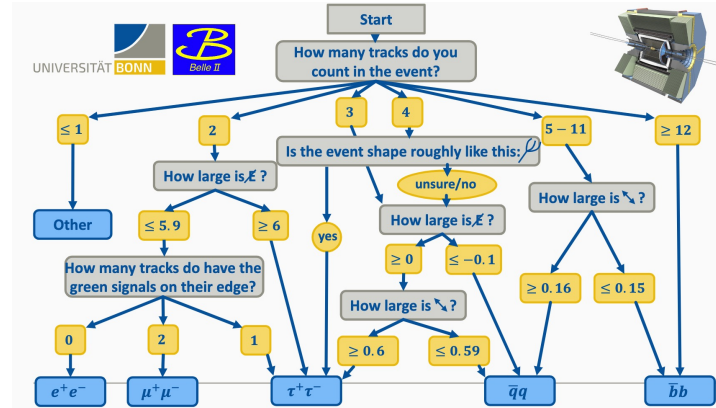 UNIVERSITÄT BONN
Belle II
Start
How many tracks do you
count in the event?
≤ 1
2
3
4
5 − 11
≥ 12
Is the event shape roughly like this:
How large is E̸ ?
unsure/no
How large is ⤡ ?
Other
≤ 5.9
≥ 6
yes
How large is E̸ ?
How many tracks do have the
green signals on their edge?
≥ 0
≤ −0.1
≥ 0.16
≤ 0.15
How large is ⤡ ?
0
2
1
≥ 0.6
≤ 0.59
e⁺e⁻
μ⁺μ⁻
τ⁺τ⁻
q̅q
b̅b